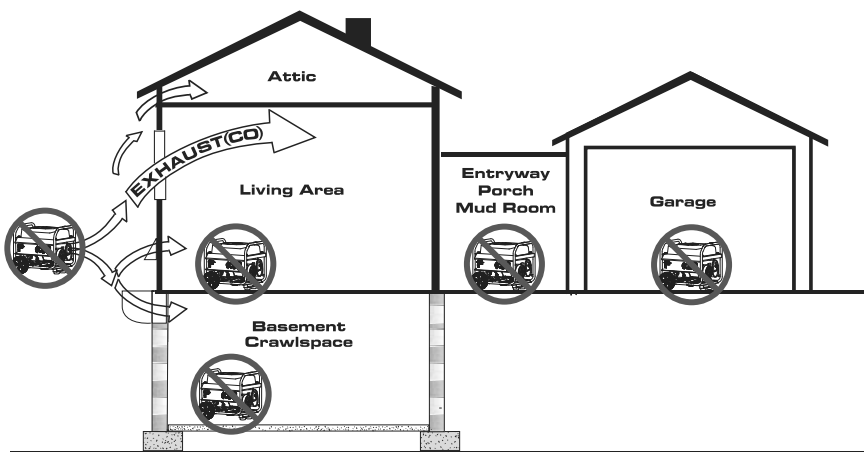 Attic
EXHAUST(CO)
Living Area
Entryway
Porch
Mud Room
Garage
Basement
Crawlspace